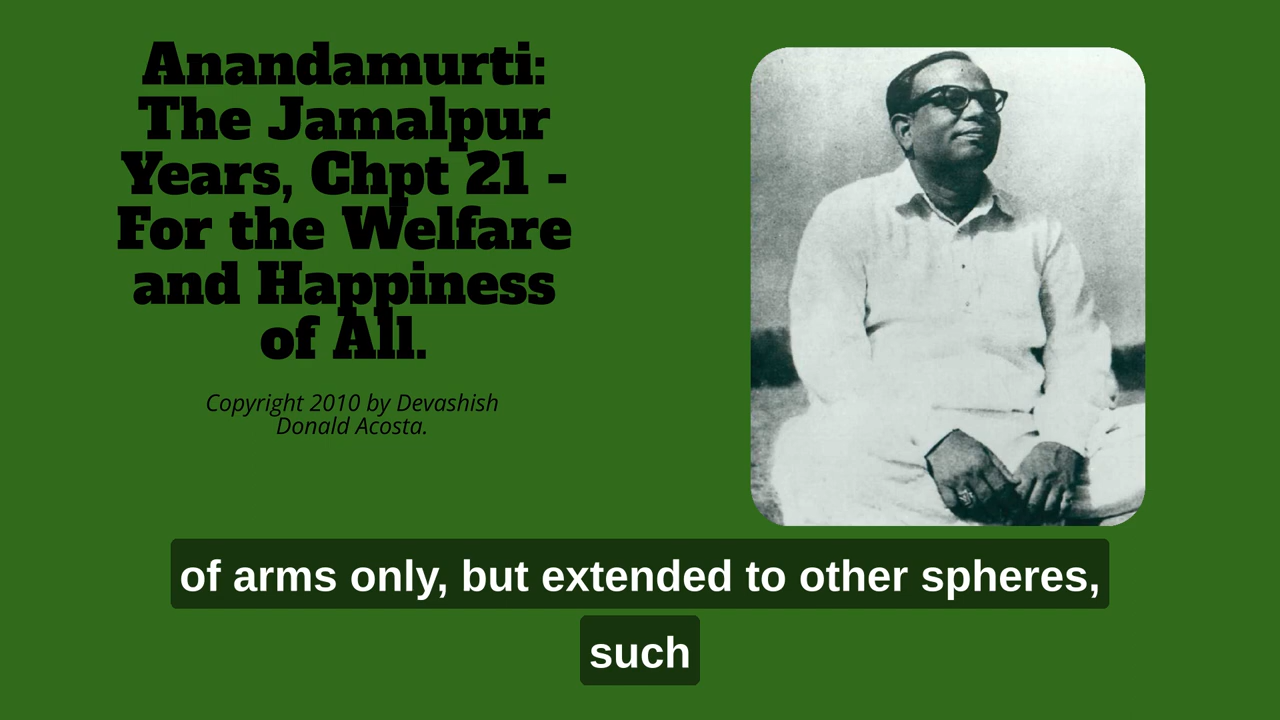 Anandamurti:
The Jamalpur
Years, Chpt 21 -
For the Welfare
and Happiness
of All.
Copyright 2010 by Devashish
Donald Acosta.
of arms only, but extended to other spheres,
such